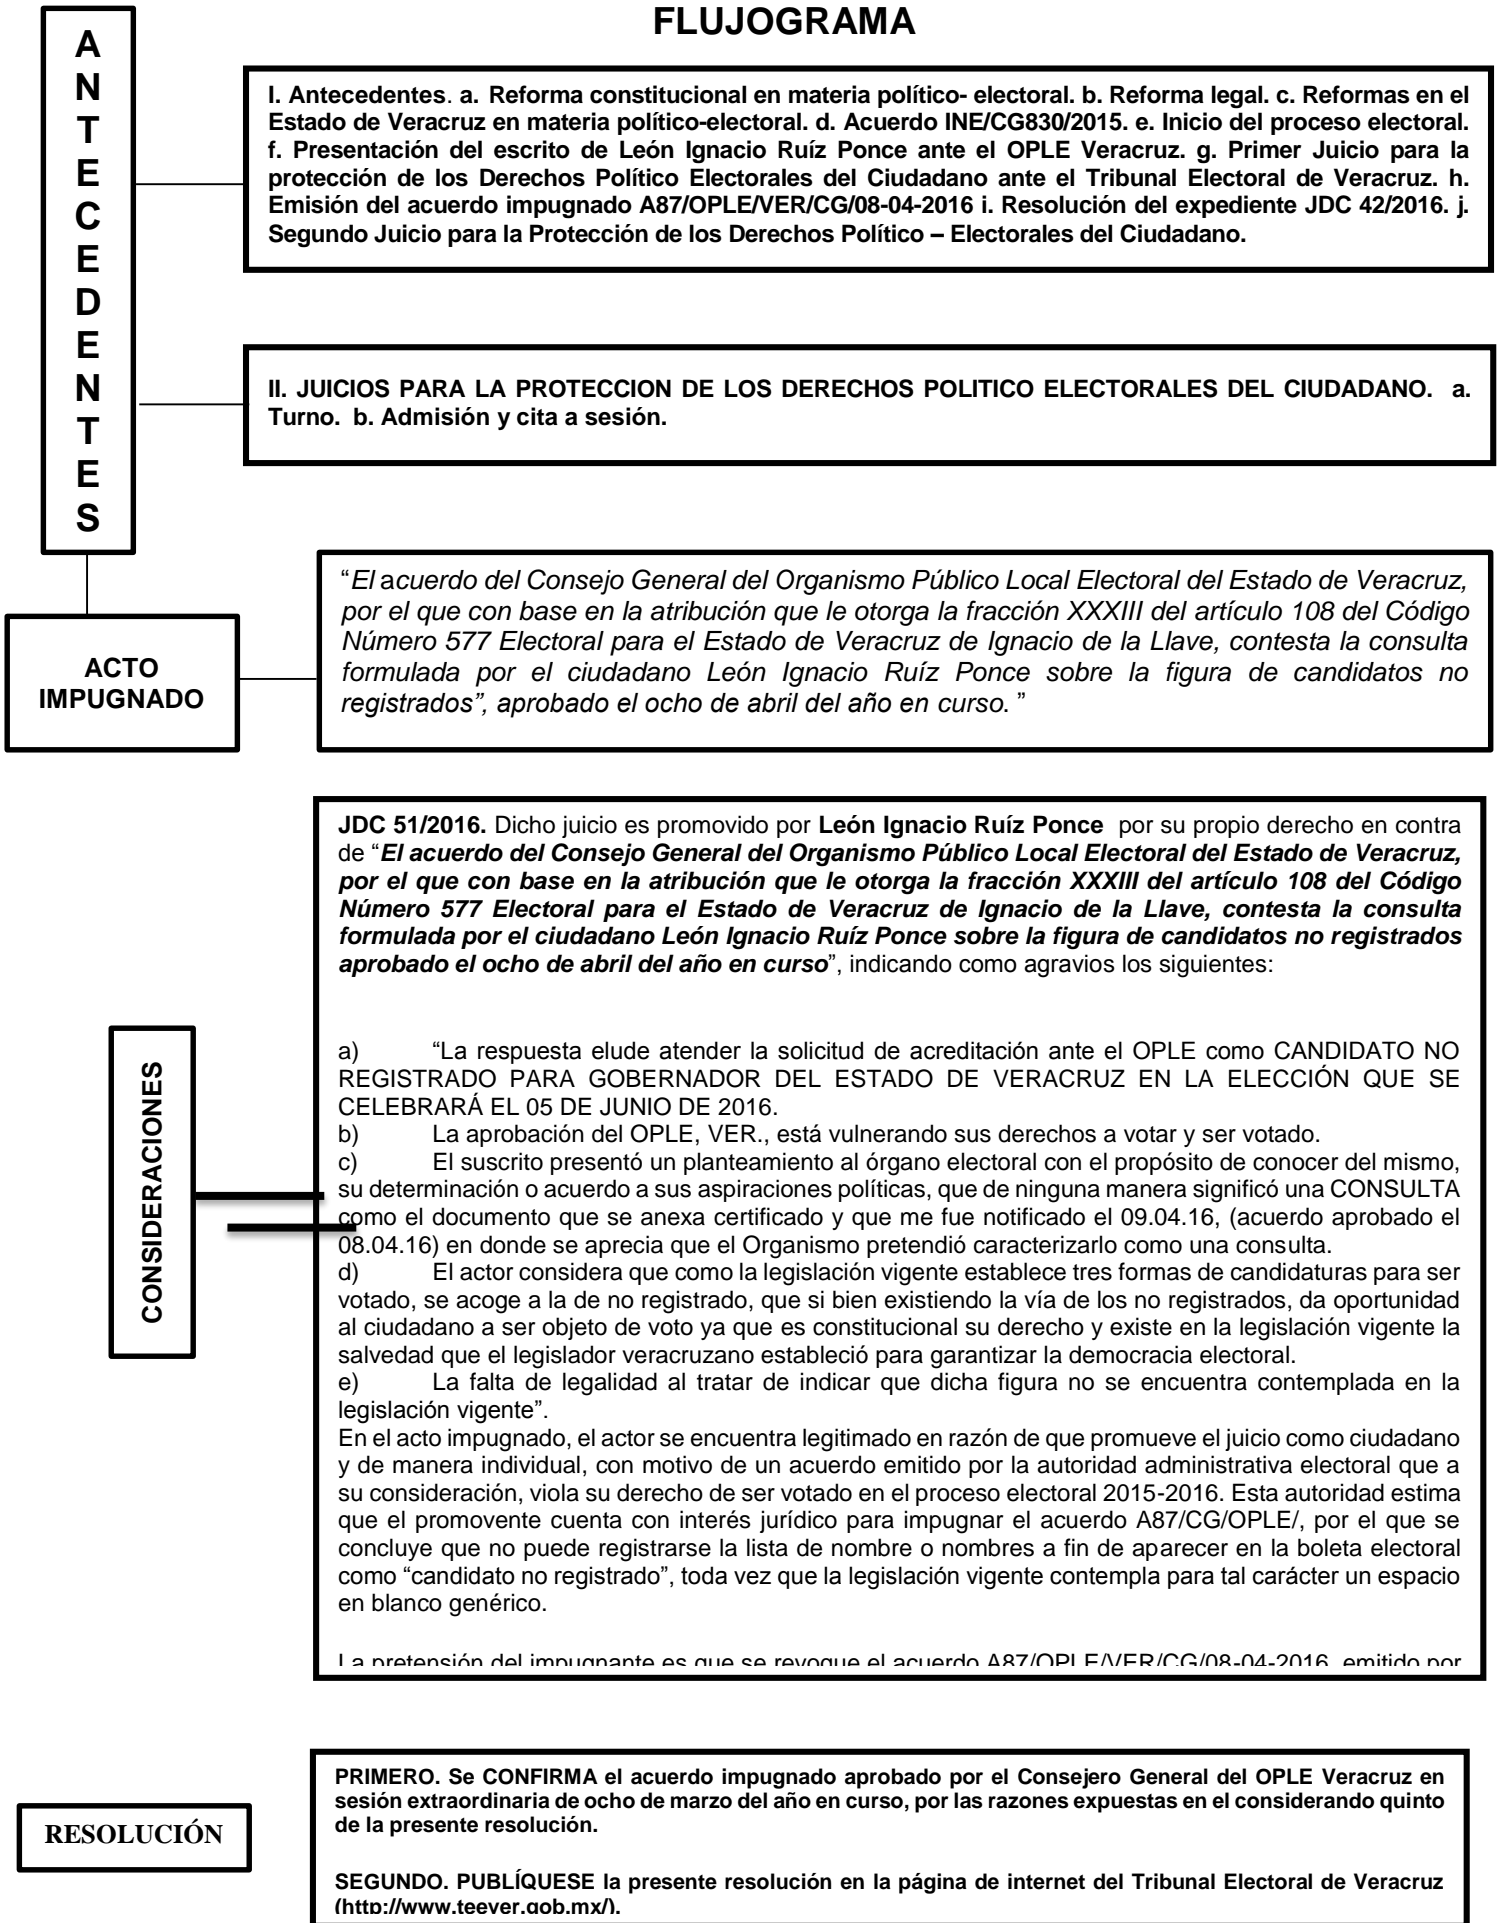 FLUJOGRAMA
ANTECEDENTES
I. Antecedentes. a. Reforma constitucional en materia político- electoral. b. Reforma legal. c. Reformas en el
Estado de Veracruz en materia político-electoral. d. Acuerdo INE/CG830/2015. e. Inicio del proceso electoral.
f. Presentación del escrito de León Ignacio Ruíz Ponce ante el OPLE Veracruz. g. Primer Juicio para la
protección de los Derechos Político Electorales del Ciudadano ante el Tribunal Electoral de Veracruz. h.
Emisión del acuerdo impugnado A87/OPLE/VER/CG/08-04-2016 i. Resolución del expediente JDC 42/2016. j.
Segundo Juicio para la Protección de los Derechos Político – Electorales del Ciudadano.
II. JUICIOS PARA LA PROTECCION DE LOS DERECHOS POLITICO ELECTORALES DEL CIUDADANO. a.
Turno. b. Admisión y cita a sesión.
ACTO
IMPUGNADO
“El acuerdo del Consejo General del Organismo Público Local Electoral del Estado de Veracruz,
por el que con base en la atribución que le otorga la fracción XXXIII del artículo 108 del Código
Número 577 Electoral para el Estado de Veracruz de Ignacio de la Llave, contesta la consulta
formulada por el ciudadano León Ignacio Ruíz Ponce sobre la figura de candidatos no
registrados”, aprobado el ocho de abril del año en curso. ”
CONSIDERACIONES
JDC 51/2016. Dicho juicio es promovido por León Ignacio Ruíz Ponce por su propio derecho en contra
de “El acuerdo del Consejo General del Organismo Público Local Electoral del Estado de Veracruz,
por el que con base en la atribución que le otorga la fracción XXXIII del artículo 108 del Código
Número 577 Electoral para el Estado de Veracruz de Ignacio de la Llave, contesta la consulta
formulada por el ciudadano León Ignacio Ruíz Ponce sobre la figura de candidatos no registrados
aprobado el ocho de abril del año en curso”, indicando como agravios los siguientes:
a) “La respuesta elude atender la solicitud de acreditación ante el OPLE como CANDIDATO NO
REGISTRADO PARA GOBERNADOR DEL ESTADO DE VERACRUZ EN LA ELECCIÓN QUE SE
CELEBRARÁ EL 05 DE JUNIO DE 2016.
b) La aprobación del OPLE, VER., está vulnerando sus derechos a votar y ser votado.
c) El suscrito presentó un planteamiento al órgano electoral con el propósito de conocer del mismo,
su determinación o acuerdo a sus aspiraciones políticas, que de ninguna manera significó una CONSULTA
como el documento que se anexa certificado y que me fue notificado el 09.04.16, (acuerdo aprobado el
08.04.16) en donde se aprecia que el Organismo pretendió caracterizarlo como una consulta.
d) El actor considera que como la legislación vigente establece tres formas de candidaturas para ser
votado, se acoge a la de no registrado, que si bien existiendo la vía de los no registrados, da oportunidad
al ciudadano a ser objeto de voto ya que es constitucional su derecho y existe en la legislación vigente la
salvedad que el legislador veracruzano estableció para garantizar la democracia electoral.
e) La falta de legalidad al tratar de indicar que dicha figura no se encuentra contemplada en la
legislación vigente”.
En el acto impugnado, el actor se encuentra legitimado en razón de que promueve el juicio como ciudadano
y de manera individual, con motivo de un acuerdo emitido por la autoridad administrativa electoral que a
su consideración, viola su derecho de ser votado en el proceso electoral 2015-2016. Esta autoridad estima
que el promovente cuenta con interés jurídico para impugnar el acuerdo A87/CG/OPLE/, por el que se
concluye que no puede registrarse la lista de nombre o nombres a fin de aparecer en la boleta electoral
como “candidato no registrado”, toda vez que la legislación vigente contempla para tal carácter un espacio
en blanco genérico.
La pretensión del impugnante es que se revoque el acuerdo A87/OPLE/VER/CG/08-04-2016, emitido por
RESOLUCIÓN
PRIMERO. Se CONFIRMA el acuerdo impugnado aprobado por el Consejero General del OPLE Veracruz en
sesión extraordinaria de ocho de marzo del año en curso, por las razones expuestas en el considerando quinto
de la presente resolución.
SEGUNDO. PUBLÍQUESE la presente resolución en la página de internet del Tribunal Electoral de Veracruz
(http://www.teever.gob.mx/).